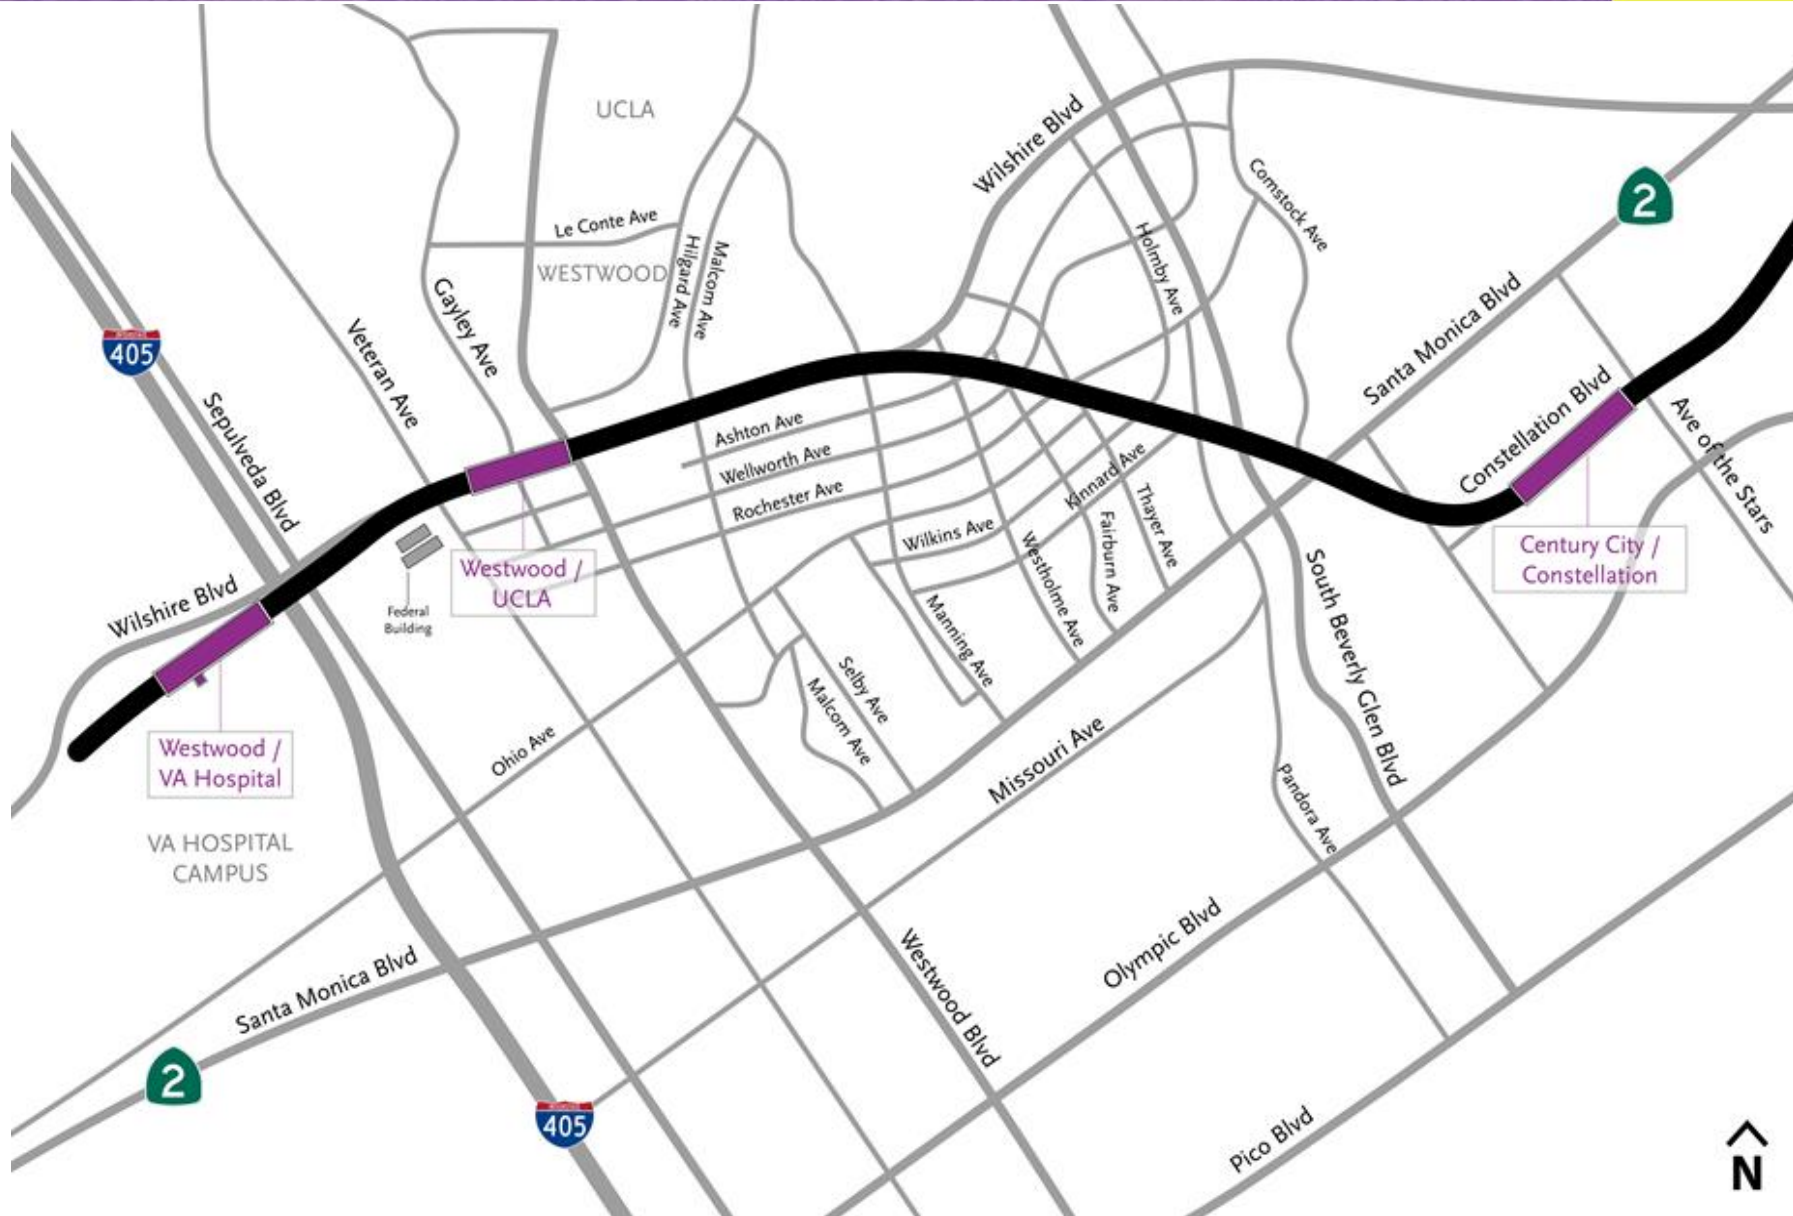 UCLA
Wilshire Blvd
Comstock Ave
2
Le Conte Ave
Holmby Ave
Hilgard Ave
Malcom Ave
WESTWOOD
Gayley Ave
Veteran Ave
405
Santa Monica Blvd
Sepulveda Blvd
Constellation Blvd
Ave of the Stars
Ashton Ave
Wellworth Ave
Rochester Ave
Kinnard Ave
Thayer Ave
Fairburn Ave
Wilkins Ave
Westholme Ave
Century City /
Constellation
Westwood /
UCLA
Federal
Building
Wilshire Blvd
South Beverly Glen Blvd
Manning Ave
Selby Ave
Malcom Ave
Westwood /
VA Hospital
Ohio Ave
Missouri Ave
Pandora Ave
VA HOSPITAL
CAMPUS
Olympic Blvd
Westwood Blvd
Santa Monica Blvd
2
405
Pico Blvd
N